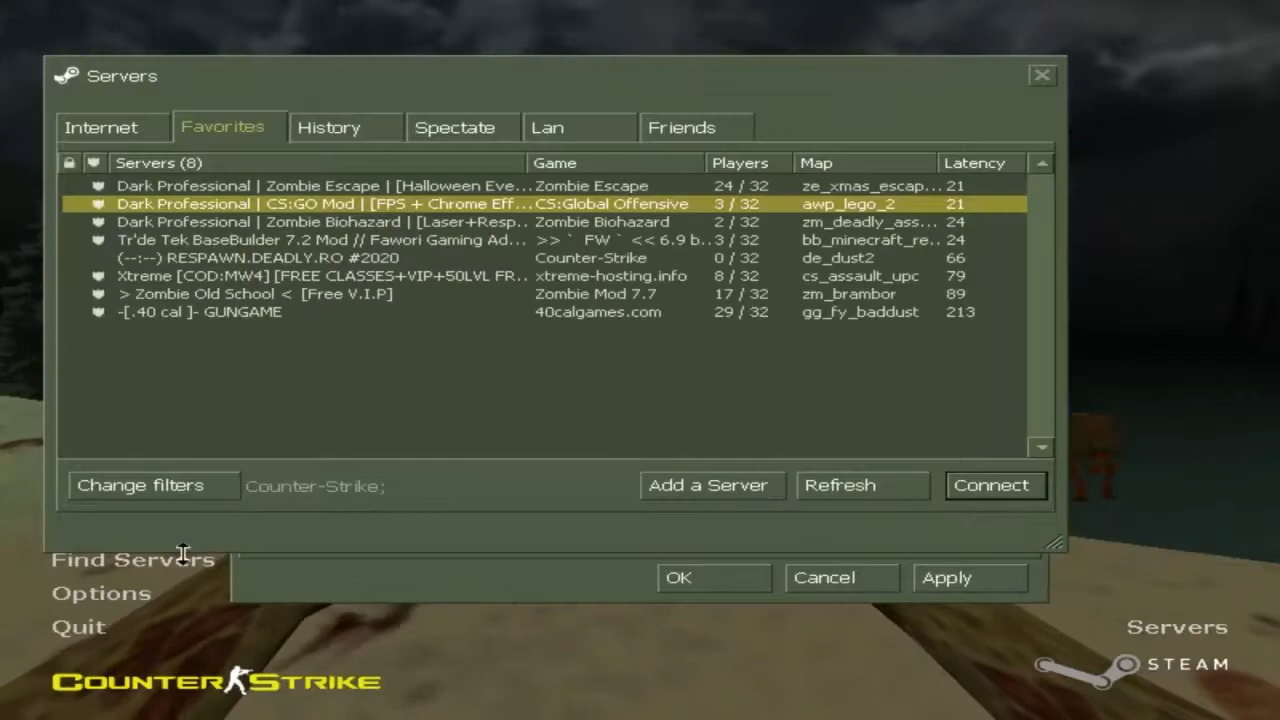 Servers
Internet Favorites History Spectate Lan Friends
Servers (8) Game Players Map Latency
Dark Professional | Zombie Escape | [Halloween Eve... Zombie Escape 24 / 32 ze_xmas_escap... 21
Dark Professional | CS:GO Mod | [FPS + Chrome Eff... CS:Global Offensive 3 / 32 awp_lego_2 21
Dark Professional | Zombie Biohazard | [Laser+Resp.. Zombie Biohazard 2 / 32 zm_deadly_ass... 24
Tr'de Tek BaseBuilder 7.2 Mod // Fawori Gaming Ad... >> ` FW ` << 6.9 b.. 3 / 32 bb_minecraft_re.. 24
(--:--) RESPAWN.DEADLY.RO #2020 Counter-Strike 0 / 32 de_dust2 66
Xtreme [COD:MW4] [FREE CLASSES+VIP+50LVL FR.. xtreme-hosting.info 8 / 32 cs_assault_upc 79
> Zombie Old School < [Free V.I.P] Zombie Mod 7.7 17 / 32 zm_brambor 89
-[.40 cal ]- GUNGAME 40calgames.com 29 / 32 gg_fy_baddust 213
Change filters Counter-Strike; Add a Server Refresh Connect
Find Servers
OK Cancel Apply
Options
Quit
Servers
STEAM
COUNTER STRIKE